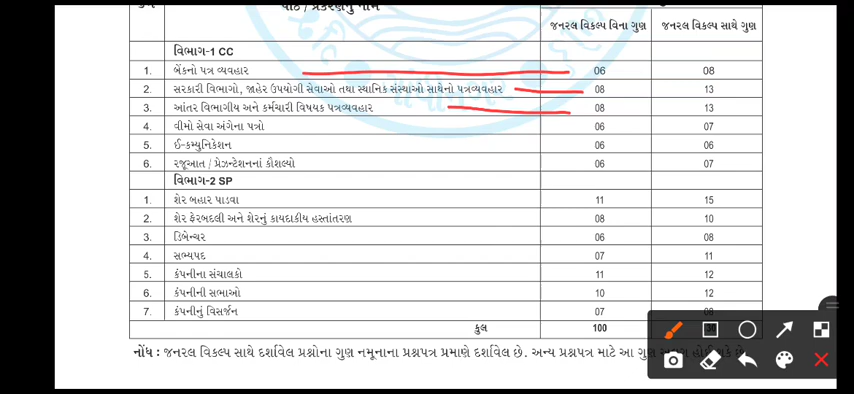 પાઠ / પ્રકરણનું નામ
જનરલ વિકલ્પ વિના ગુણ જનરલ વિકલ્પ સાથે ગુણ
વિભાગ-1 CC
1. બેંકનો પત્ર વ્યવહાર 06 08
2. સરકારી વિભાગો, જાહેર ઉપયોગી સેવાઓ તથા સ્થાનિક સંસ્થાઓ સાથેનો પત્રવ્યવહાર 08 13
3. આંતર વિભાગીય અને કર્મચારી વિષયક પત્રવ્યવહાર 08 13
4. વીમો સેવા અંગેના પત્રો 06 07
5. ઈ-કમ્યુનિકેશન 06 06
6. રજૂઆત / પ્રેઝન્ટેશનનાં કૌશલ્યો 06 07
વિભાગ-2 SP
1. શેર બહાર પાડવા 11 15
2. શેર ફેરબદલી અને શેરનું કાયદાકીય હસ્તાંતરણ 08 10
3. ડિબેન્ચર 06 08
4. સભ્યપદ 07 11
5. કંપનીના સંચાલકો 11 12
6. કંપનીની સભાઓ 10 12
7. કંપનીનું વિસર્જન 07 08
કુલ 100
નોંધ : જનરલ વિકલ્પ સાથે દર્શાવેલ પ્રશ્નોના ગુણ નમૂનાના પ્રશ્નપત્ર પ્રમાણે દર્શાવેલ છે. અન્ય પ્રશ્નપત્ર માટે આ ગુણ